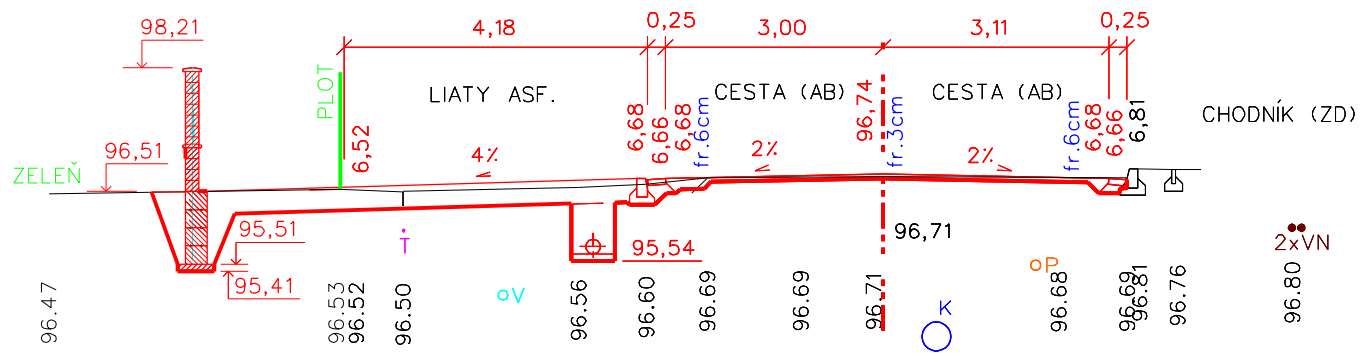 98,21
4,18
0,25
3,00
3,11
0,25
PLOT
LIATY ASF.
CESTA (AB)
CESTA (AB)
CHODNÍK (ZD)
6,52
6,68
6,66
6,68
fr.6cm
96,74
fr.3cm
fr.6cm
6,68
6,66
6,81
96,51
ZELEŇ
4%
2%
2%
95,51
95,41
T
95,54
96,71
2xVN
V
P
K
96.47
96.53
96.52
96.50
96.56
96.60
96.69
96.69
96.71
96.68
96.69
96.81
96.76
96.80